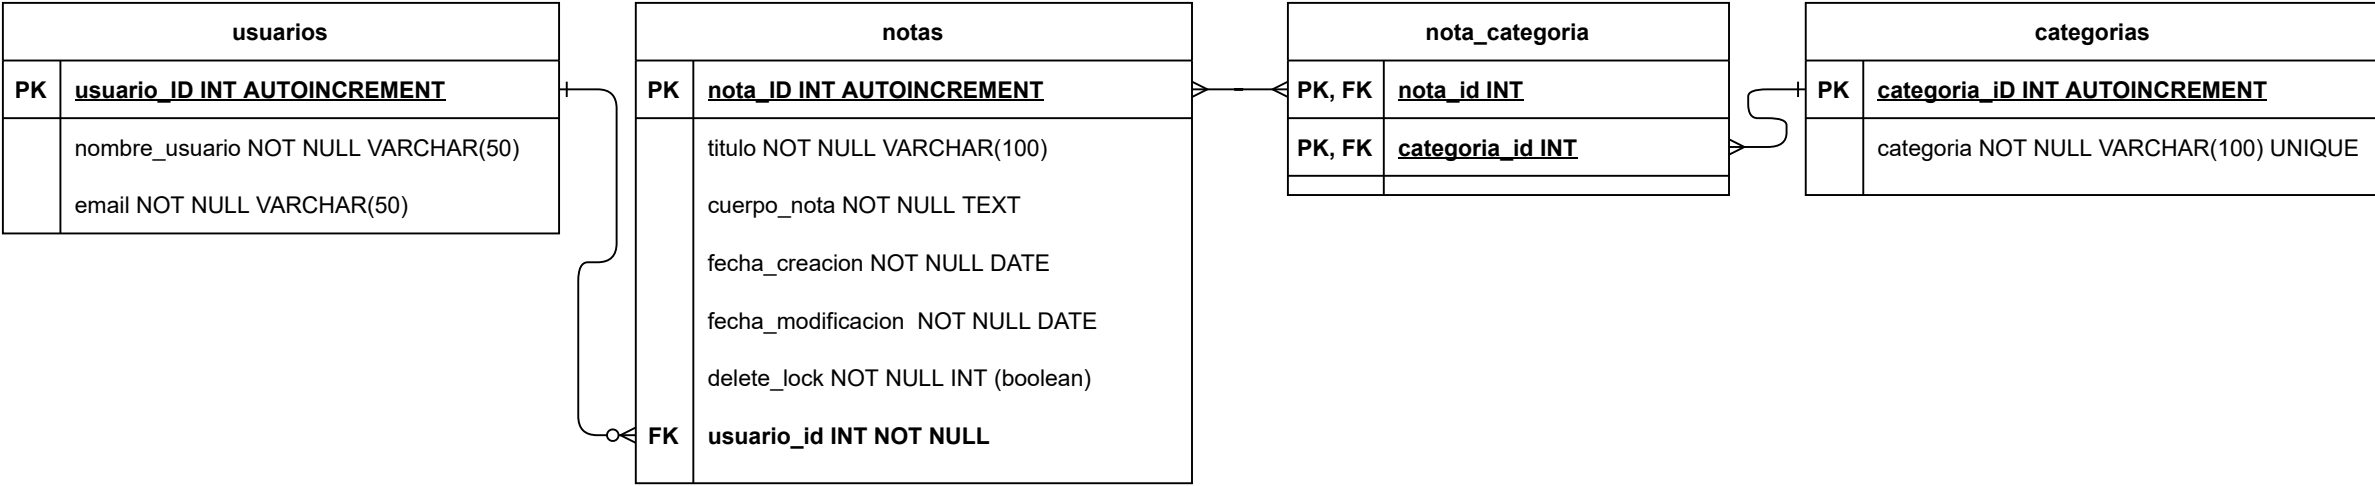 usuarios
PK usuario_ID INT AUTOINCREMENT
nombre_usuario NOT NULL VARCHAR(50)
email NOT NULL VARCHAR(50)
notas
PK nota_ID INT AUTOINCREMENT
titulo NOT NULL VARCHAR(100)
cuerpo_nota NOT NULL TEXT
fecha_creacion NOT NULL DATE
fecha_modificacion  NOT NULL DATE
delete_lock NOT NULL INT (boolean)
FK usuario_id INT NOT NULL
nota_categoria
PK, FK nota_id INT
PK, FK categoria_id INT
categorias
PK categoria_iD INT AUTOINCREMENT
categoria NOT NULL VARCHAR(100) UNIQUE